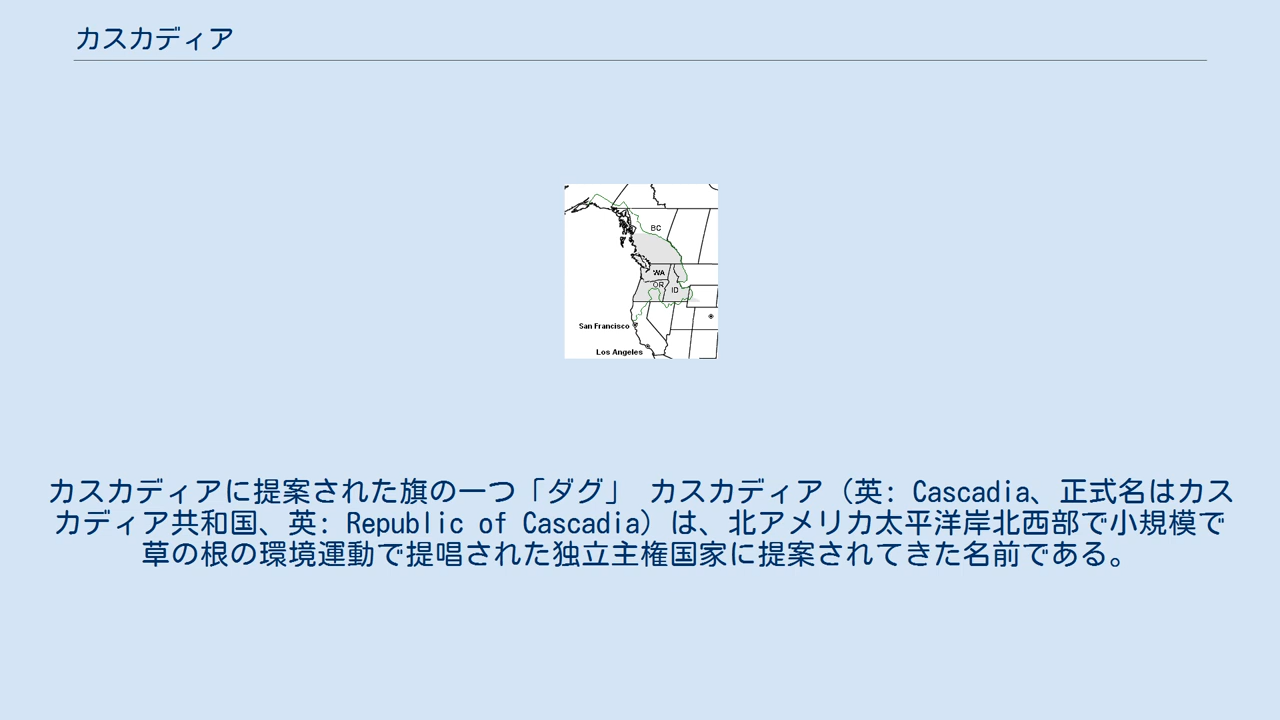 カスカディア
BC
WA
OR
ID
San Francisco
Los Angeles
カスカディアに提案された旗の一つ「ダグ」 カスカディア（英: Cascadia、正式名はカス
カディア共和国、英: Republic of Cascadia）は、北アメリカ太平洋岸北西部で小規模で
草の根の環境運動で提唱された独立主権国家に提案されてきた名前である。